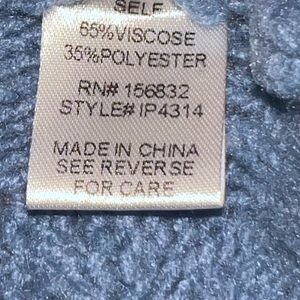 SELF
65%VISCOSE
35%POLYESTER
RN# 156832
STYLE# IP4314
MADE IN CHINA
SEE REVERSE
FOR CARE